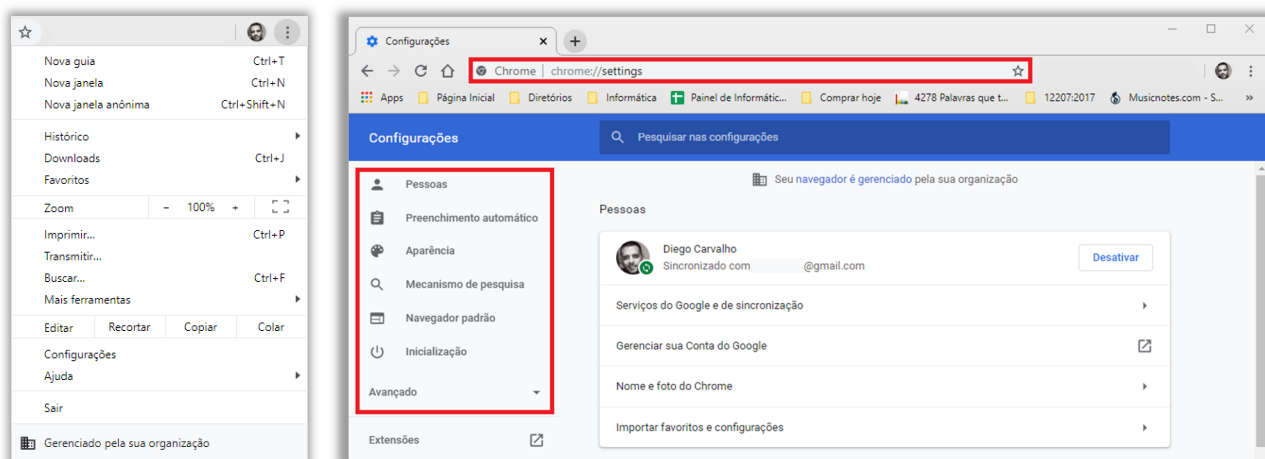 Nova guia Ctrl+T
Nova janela Ctrl+N
Nova janela anônima Ctrl+Shift+N
Histórico
Downloads Ctrl+J
Favoritos
Zoom - 100% +
Imprimir... Ctrl+P
Transmitir...
Buscar... Ctrl+F
Mais ferramentas
Editar Recortar Copiar Colar
Configurações
Ajuda
Sair
Gerenciado pela sua organização
Configurações
Chrome | chrome://settings
Apps Página Inicial Diretórios Informática Painel de Informátic... Comprar hoje 4278 Palavras que t... 12207:2017 Musicnotes.com - S... »
Configurações Pesquisar nas configurações
Seu navegador é gerenciado pela sua organização
Pessoas
Preenchimento automático
Aparência
Mecanismo de pesquisa
Navegador padrão
Inicialização
Avançado
Extensões
Pessoas
Diego Carvalho
Sincronizado com @gmail.com
Desativar
Serviços do Google e de sincronização
Gerenciar sua Conta do Google
Nome e foto do Chrome
Importar favoritos e configurações